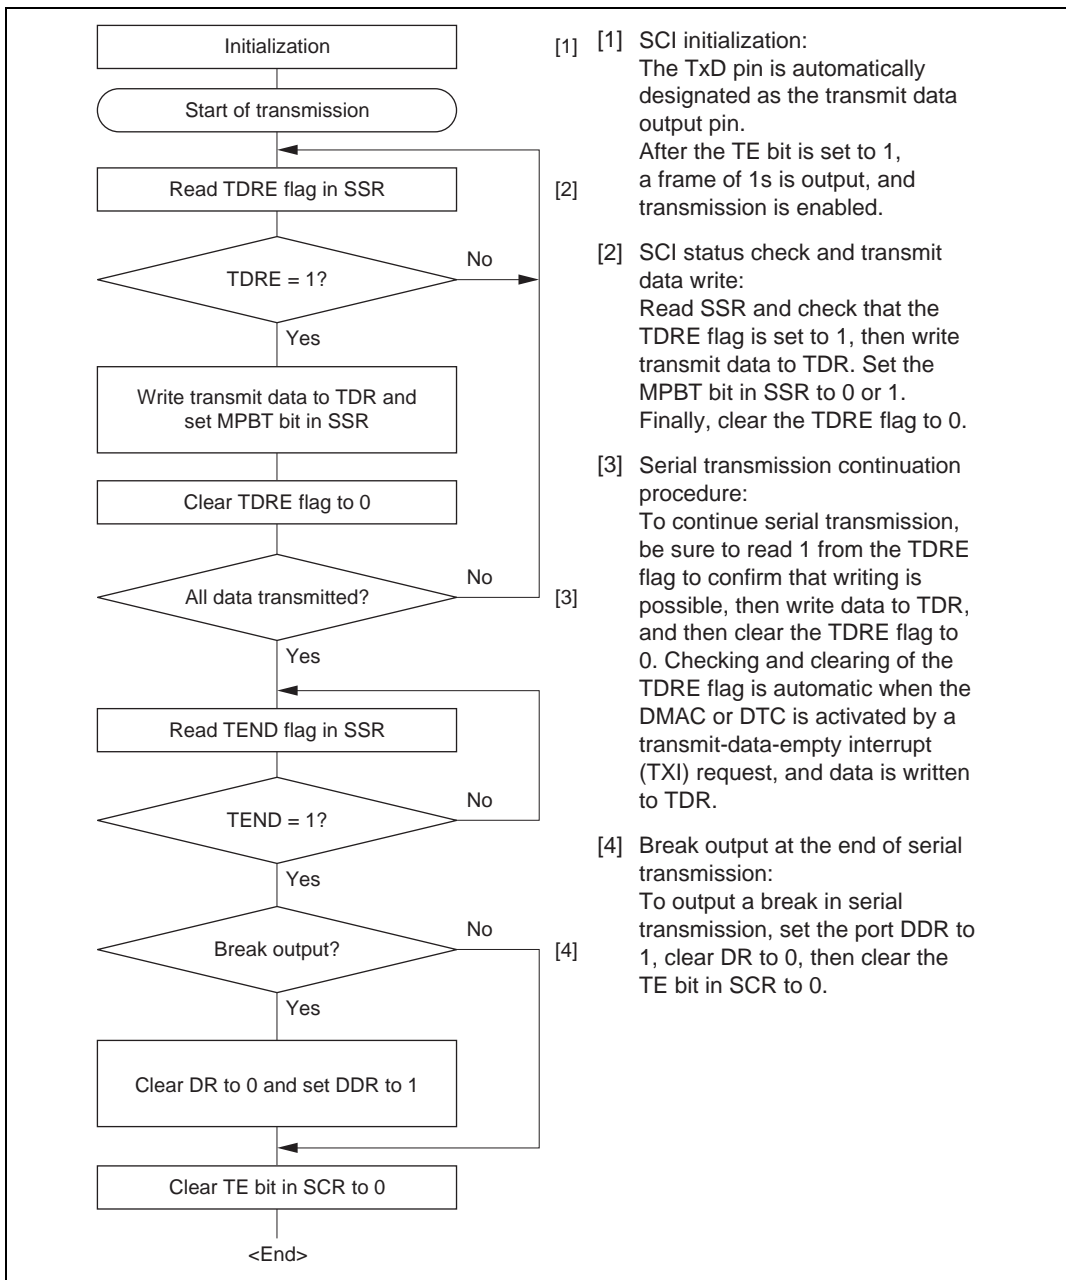 Initialization
[1]
Start of transmission
Read TDRE flag in SSR
[2]
TDRE = 1?
No
Yes
Write transmit data to TDR and
set MPBT bit in SSR
Clear TDRE flag to 0
All data transmitted?
No
[3]
Yes
Read TEND flag in SSR
TEND = 1?
No
Yes
Break output?
No
[4]
Yes
Clear DR to 0 and set DDR to 1
Clear TE bit in SCR to 0
<End>
[1] SCI initialization:
The TxD pin is automatically
designated as the transmit data
output pin.
After the TE bit is set to 1,
a frame of 1s is output, and
transmission is enabled.
[2] SCI status check and transmit
data write:
Read SSR and check that the
TDRE flag is set to 1, then write
transmit data to TDR. Set the
MPBT bit in SSR to 0 or 1.
Finally, clear the TDRE flag to 0.
[3] Serial transmission continuation
procedure:
To continue serial transmission,
be sure to read 1 from the TDRE
flag to confirm that writing is
possible, then write data to TDR,
and then clear the TDRE flag to
0. Checking and clearing of the
TDRE flag is automatic when the
DMAC or DTC is activated by a
transmit-data-empty interrupt
(TXI) request, and data is written
to TDR.
[4] Break output at the end of serial
transmission:
To output a break in serial
transmission, set the port DDR to
1, clear DR to 0, then clear the
TE bit in SCR to 0.